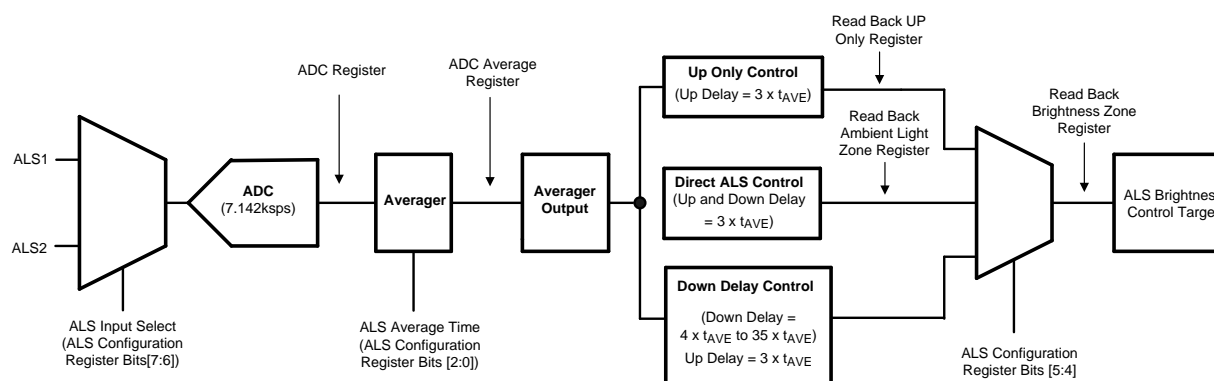 ALS1
ALS2
ALS Input Select
(ALS Configuration
Register Bits[7:6])
ADC
(7.142ksps)
ADC Register
Averager
ALS Average Time
(ALS Configuration
Register Bits [2:0])
ADC Average
Register
Averager
Output
Up Only Control
(Up Delay = 3 x tAVE)
Direct ALS Control
(Up and Down Delay
= 3 x tAVE)
Down Delay Control
(Down Delay =
4 x tAVE to 35 x tAVE)
Up Delay = 3 x tAVE
Read Back UP
Only Register
Read Back
Ambient Light
Zone Register
ALS Configuration
Register Bits [5:4]
Read Back
Brightness Zone
Register
ALS Brightness
Control Target